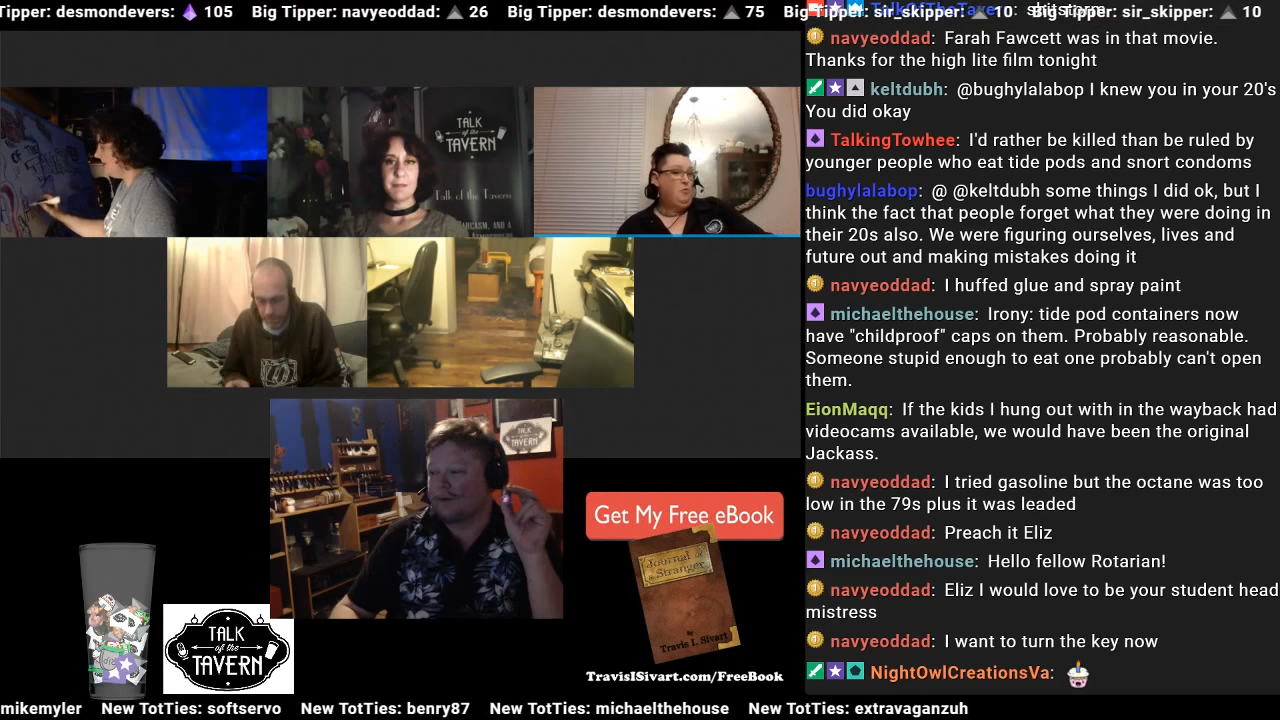 Tipper: desmondevers: 105 Big Tipper: navyeoddad: 26 Big Tipper: desmondevers: 75 Big Tipper: sir_skipper: 10 Big Tipper: sir_skipper: 10
navyeoddad: Farah Fawcett was in that movie.
Thanks for the high lite film tonight
keltdubh: @bughylalabop I knew you in your 20's
You did okay
TalkingTowhee: I'd rather be killed than be ruled by
younger people who eat tide pods and snort condoms
bughylalabop: @ @keltdubh some things I did ok, but I
think the fact that people forget what they were doing in
their 20s also. We were figuring ourselves, lives and
future out and making mistakes doing it
navyeoddad: I huffed glue and spray paint
michaelthehouse: Irony: tide pod containers now
have "childproof" caps on them. Probably reasonable.
Someone stupid enough to eat one probably can't open
them.
EionMaqq: If the kids I hung out with in the wayback had
videocams available, we would have been the original
Jackass.
navyeoddad: I tried gasoline but the octane was too
low in the 79s plus it was leaded
navyeoddad: Preach it Eliz
michaelthehouse: Hello fellow Rotarian!
navyeoddad: Eliz I would love to be your student head
mistress
navyeoddad: I want to turn the key now
NightOwlCreationsVa:
TALK
of the
TAVERN
Talk of the Tavern
SARCASM, AND A
TALK
of the
TAVERN
Get My Free eBook
Journal of
a Stranger
by
Travis I. Sivart
TravisISivart.com/FreeBook
TALK
of the
TAVERN
mikemyler New TotTies: softservo New TotTies: benry87 New TotTies: michaelthehouse New TotTies: extravaganzuh